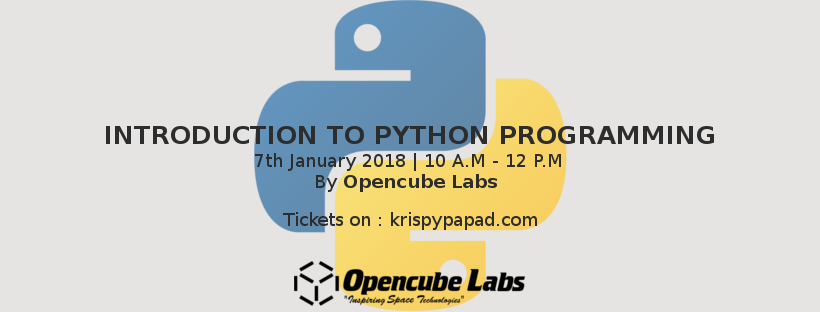 INTRODUCTION TO PYTHON PROGRAMMING
7th January 2018 | 10 A.M - 12 P.M
By Opencube Labs
Tickets on : krispypapad.com
Opencube Labs
"Inspiring Space Technologies"